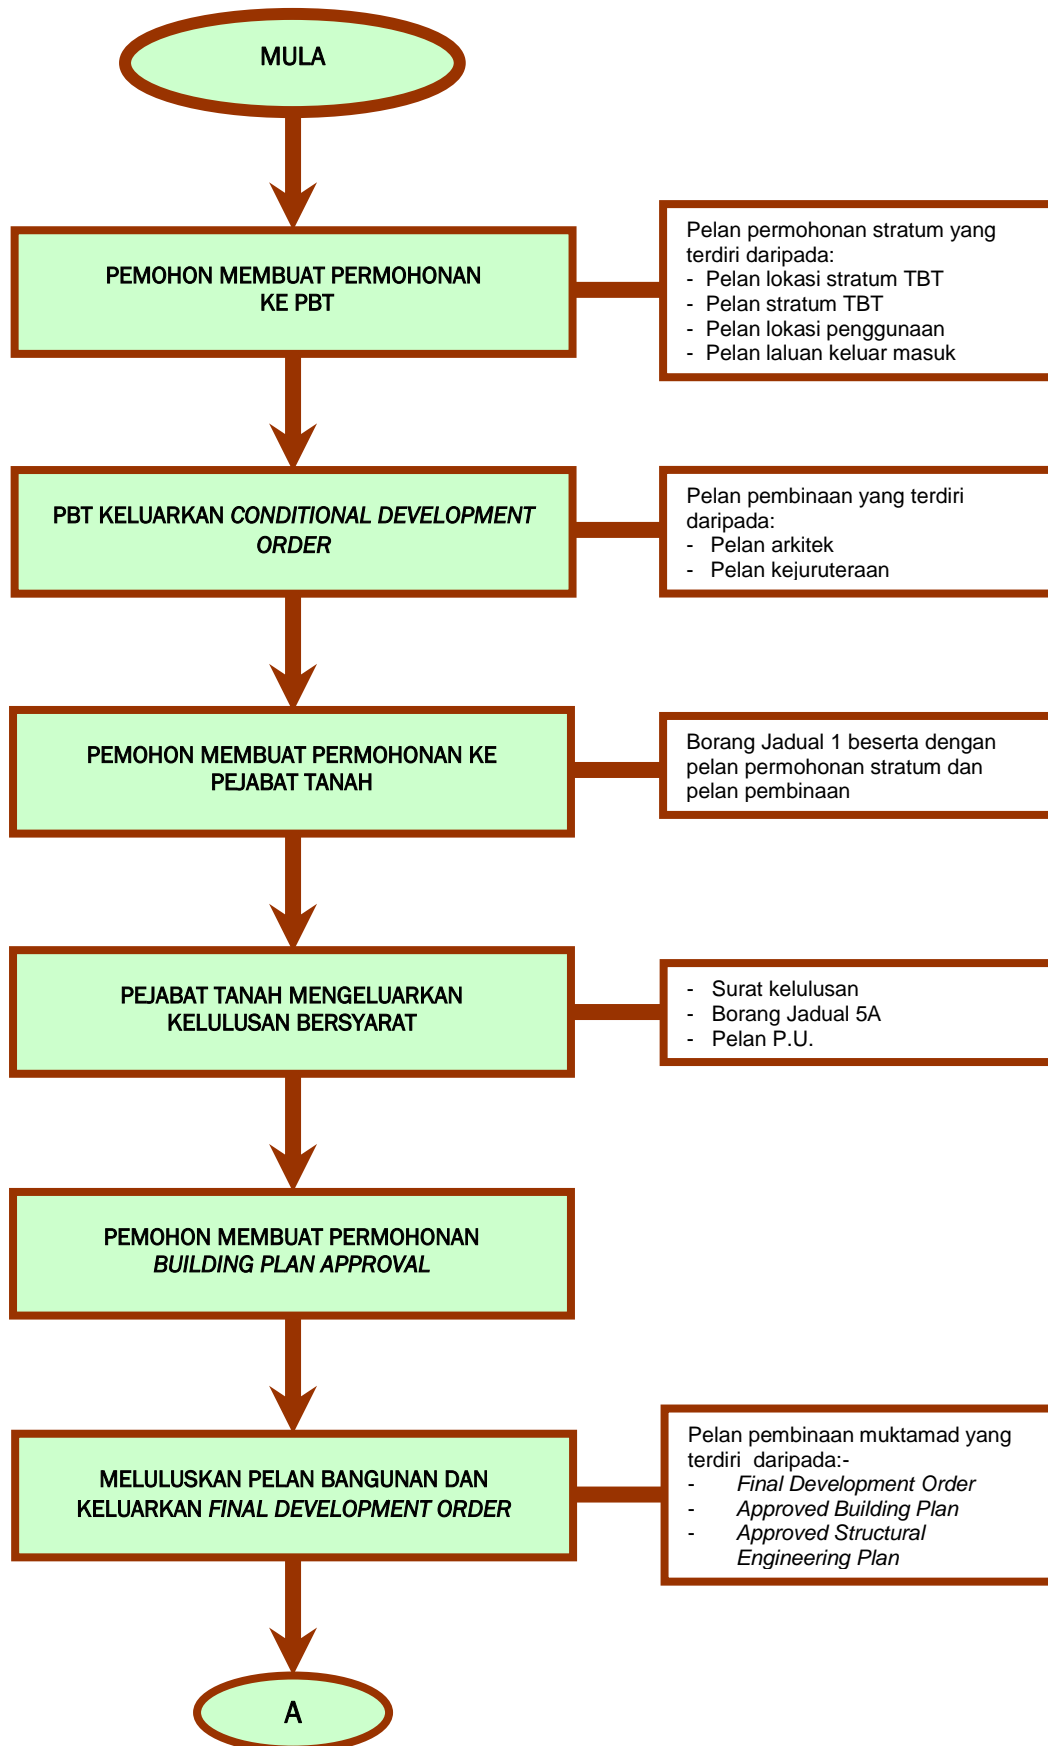 MULA
PEMOHON MEMBUAT PERMOHONAN
KE PBT
Pelan permohonan stratum yang
terdiri daripada:
- Pelan lokasi stratum TBT
- Pelan stratum TBT
- Pelan lokasi penggunaan
- Pelan laluan keluar masuk
PBT KELUARKAN CONDITIONAL DEVELOPMENT
ORDER
Pelan pembinaan yang terdiri
daripada:
- Pelan arkitek
- Pelan kejuruteraan
PEMOHON MEMBUAT PERMOHONAN KE
PEJABAT TANAH
Borang Jadual 1 beserta dengan
pelan permohonan stratum dan
pelan pembinaan
PEJABAT TANAH MENGELUARKAN
KELULUSAN BERSYARAT
- Surat kelulusan
- Borang Jadual 5A
- Pelan P.U.
PEMOHON MEMBUAT PERMOHONAN
BUILDING PLAN APPROVAL
MELULUSKAN PELAN BANGUNAN DAN
KELUARKAN FINAL DEVELOPMENT ORDER
Pelan pembinaan muktamad yang
terdiri daripada:-
- Final Development Order
- Approved Building Plan
- Approved Structural
Engineering Plan
A